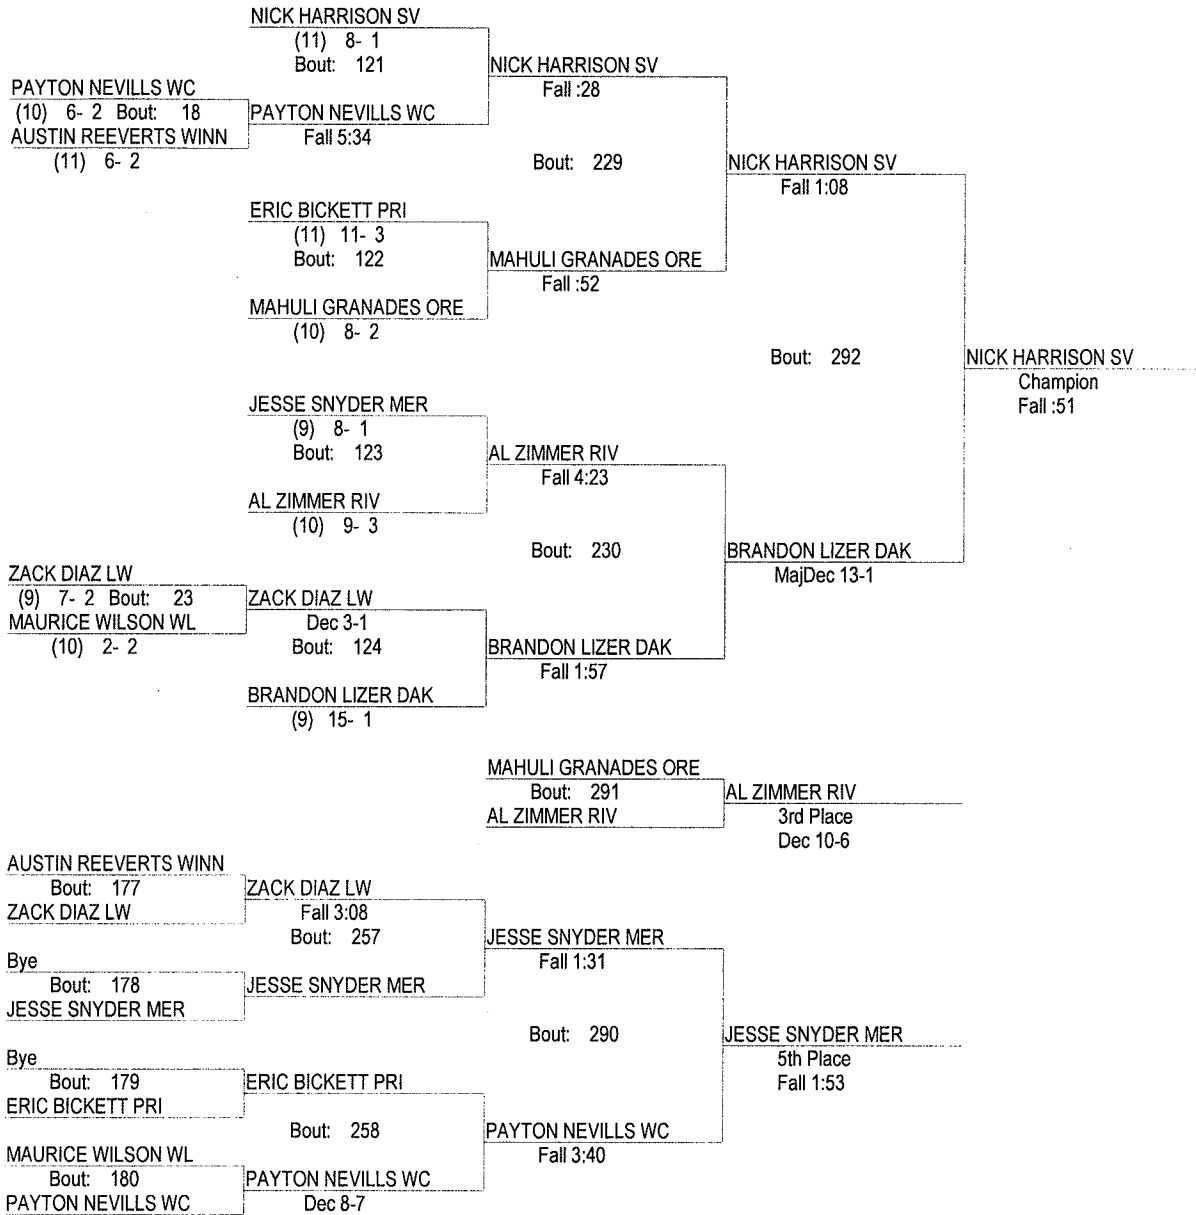 NICK HARRISON SV
(11) 8- 1
Bout: 121
NICK HARRISON SV
Fall :28
PAYTON NEVILLS WC
(10) 6- 2 Bout: 18
PAYTON NEVILLS WC
AUSTIN REEVERTS WINN
Fall 5:34
(11) 6- 2
Bout: 229
NICK HARRISON SV
Fall 1:08
ERIC BICKETT PRI
(11) 11- 3
Bout: 122
MAHULI GRANADES ORE
Fall :52
MAHULI GRANADES ORE
(10) 8- 2
Bout: 292
NICK HARRISON SV
Champion
Fall :51
JESSE SNYDER MER
(9) 8- 1
Bout: 123
AL ZIMMER RIV
Fall 4:23
AL ZIMMER RIV
(10) 9- 3
Bout: 230
BRANDON LIZER DAK
MajDec 13-1
ZACK DIAZ LW
(9) 7- 2 Bout: 23
ZACK DIAZ LW
MAURICE WILSON WL
Dec 3-1
(10) 2- 2
Bout: 124
BRANDON LIZER DAK
Fall 1:57
BRANDON LIZER DAK
(9) 15- 1
MAHULI GRANADES ORE
Bout: 291
AL ZIMMER RIV
AL ZIMMER RIV
3rd Place
Dec 10-6
AUSTIN REEVERTS WINN
Bout: 177
ZACK DIAZ LW
ZACK DIAZ LW
Fall 3:08
Bout: 257
JESSE SNYDER MER
Fall 1:31
Bye
Bout: 178
JESSE SNYDER MER
JESSE SNYDER MER
Bout: 290
JESSE SNYDER MER
5th Place
Fall 1:53
Bye
Bout: 179
ERIC BICKETT PRI
ERIC BICKETT PRI
Bout: 258
PAYTON NEVILLS WC
Fall 3:40
MAURICE WILSON WL
Bout: 180
PAYTON NEVILLS WC
PAYTON NEVILLS WC
Dec 8-7